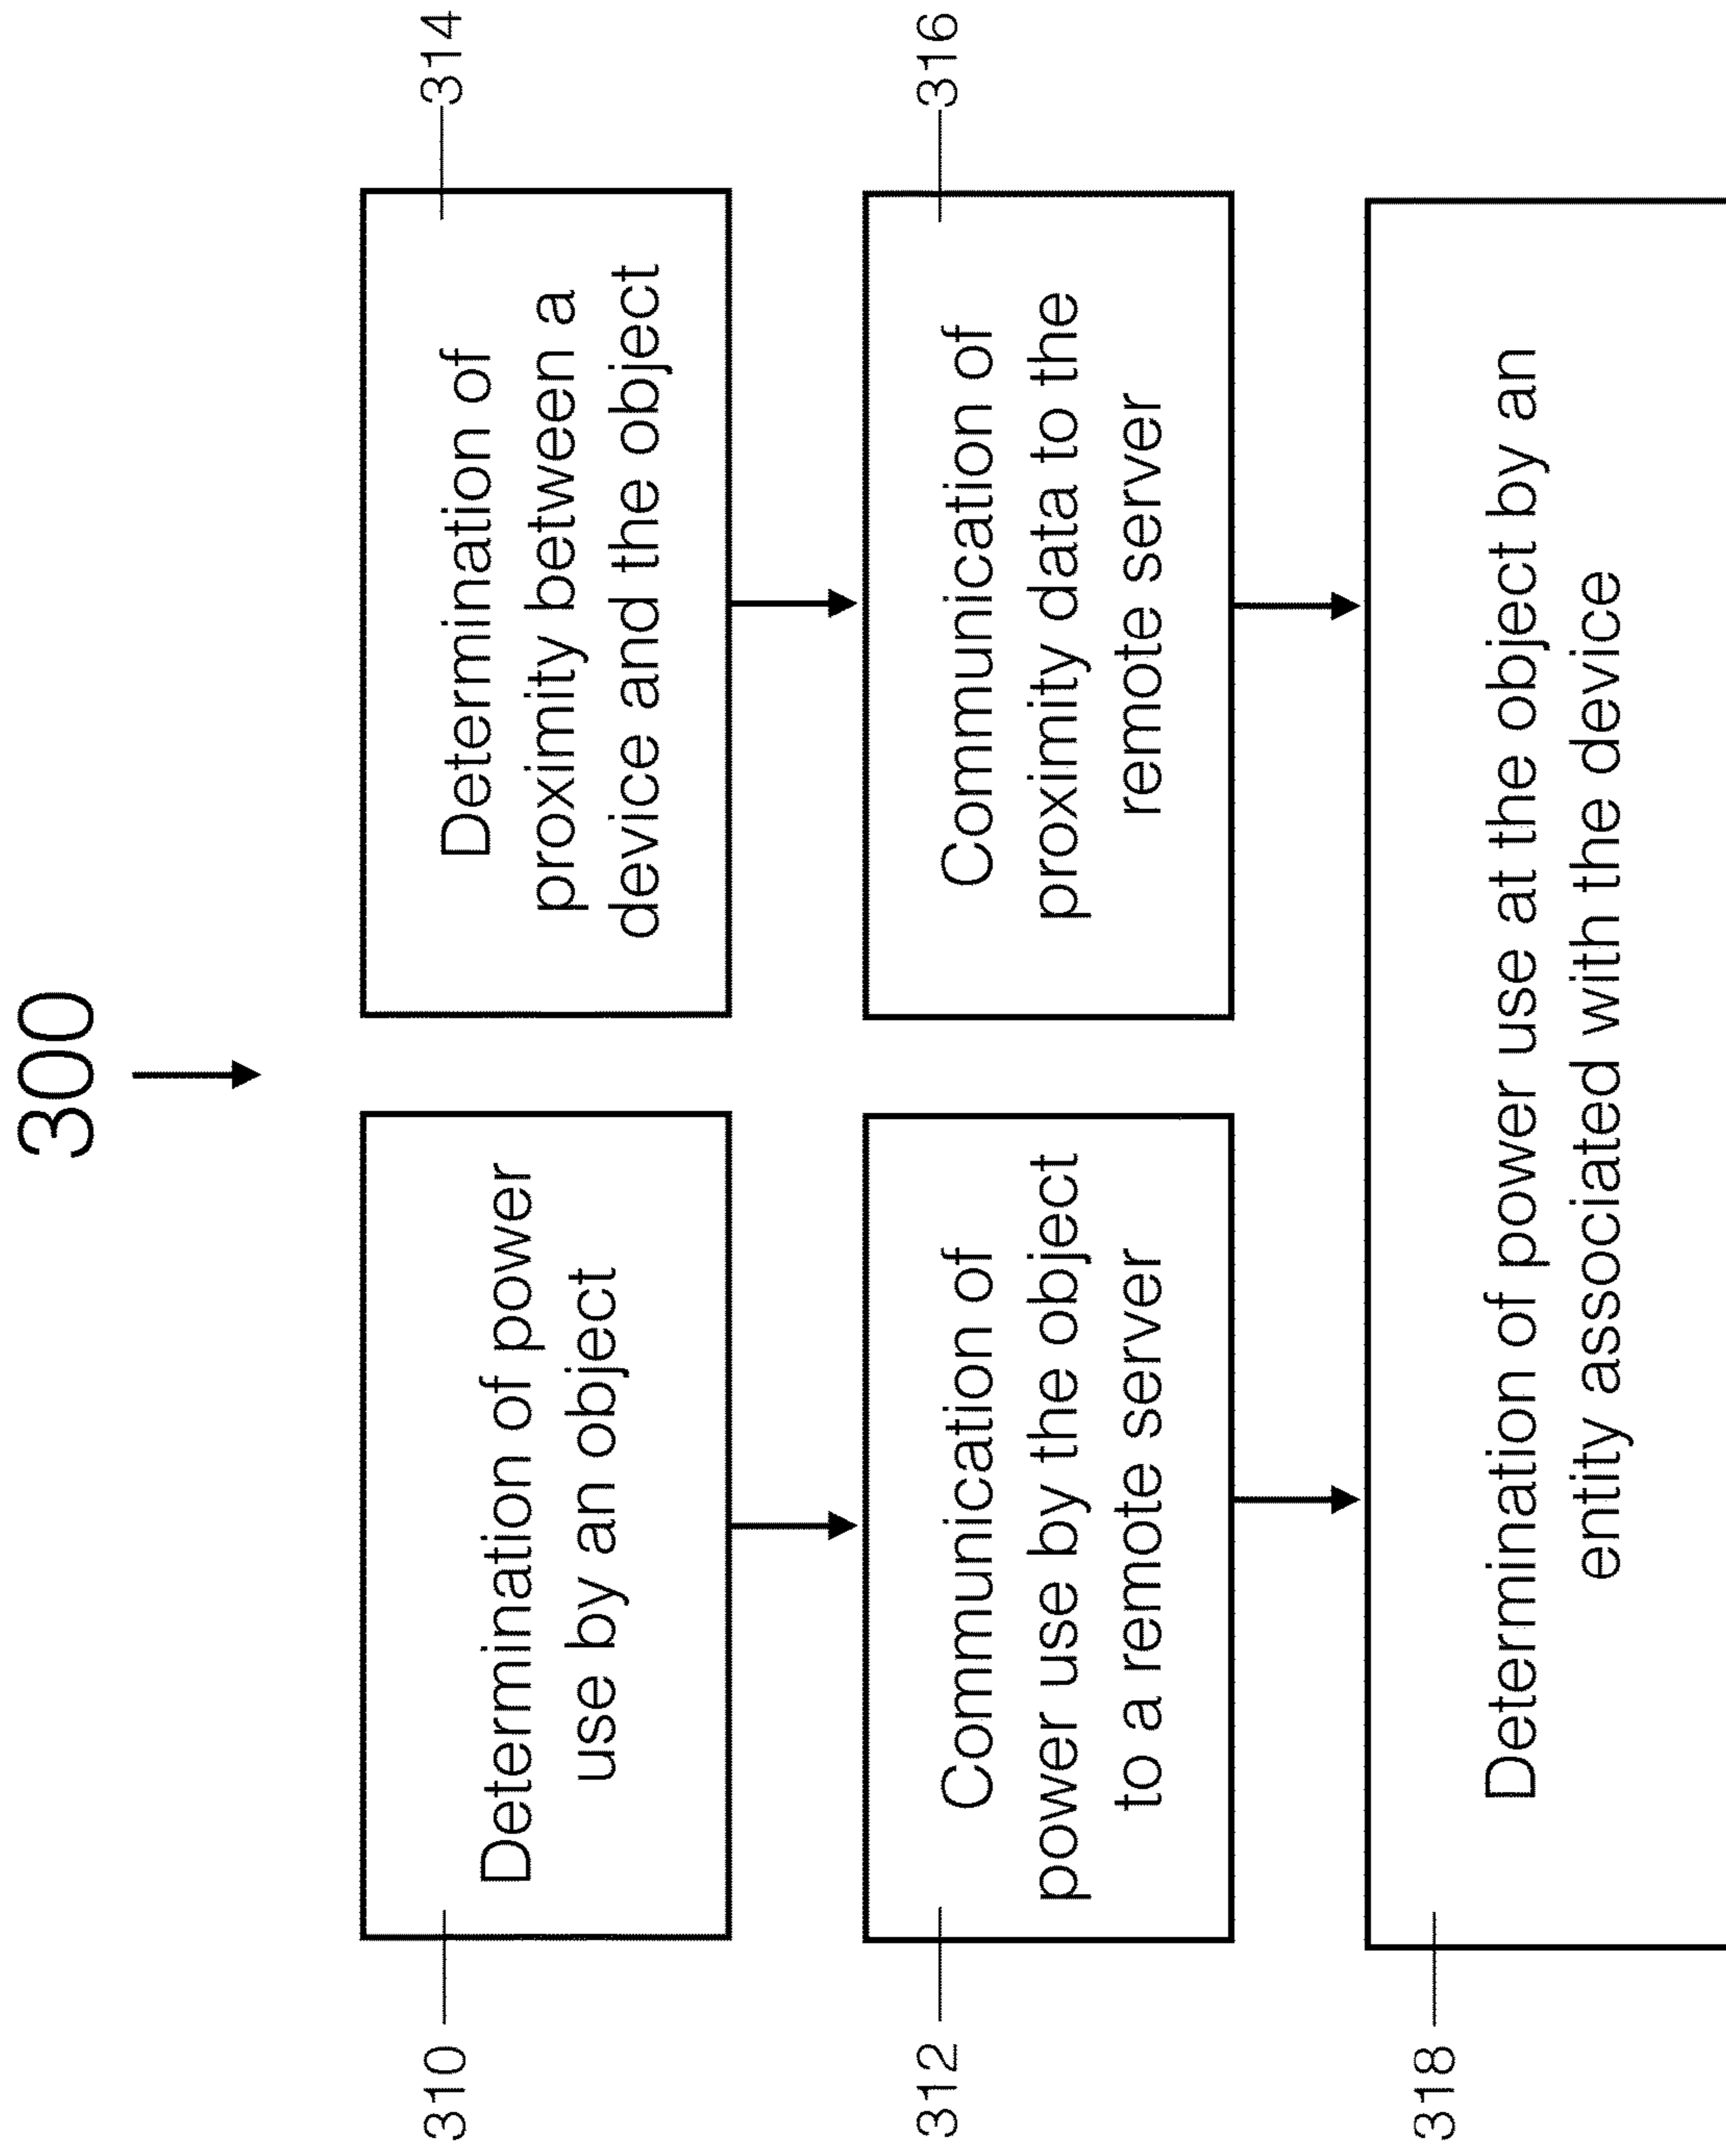 300
310
Determination of power
use by an object
314
Determination of
proximity between a
device and the object
312
Communication of
power use by the object
to a remote server
316
Communication of
proximity data to the
remote server
318
Determination of power use at the object by an
entity associated with the device